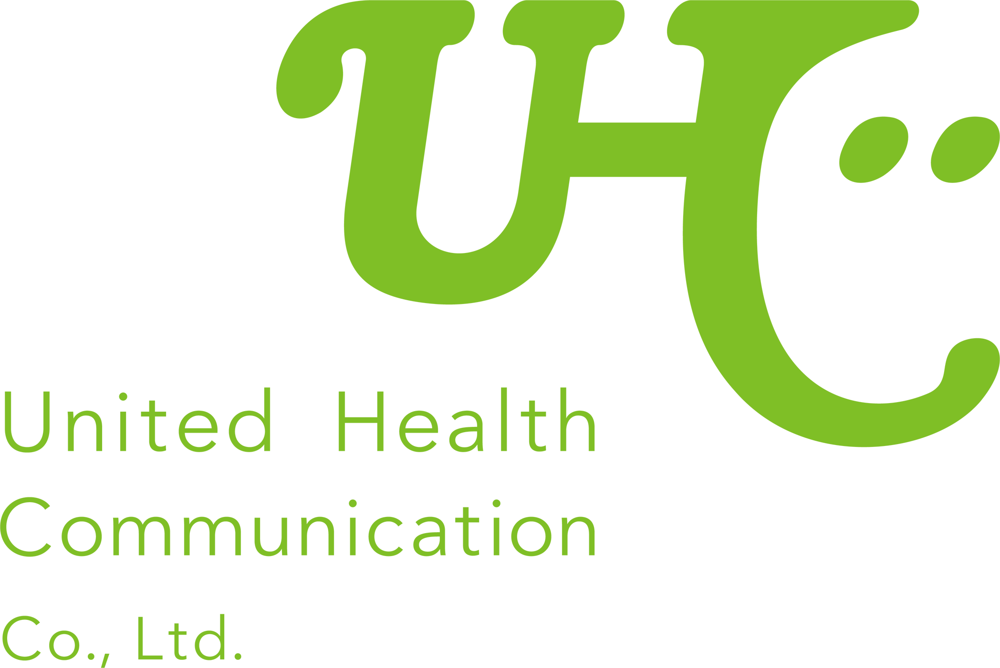 UHC
United Health
Communication
Co., Ltd.